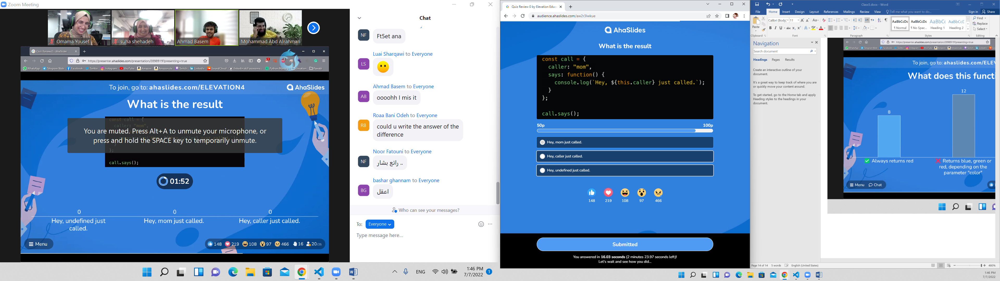 Zoom Meeting
Omama Yousef
suha shehadeh
Ahmad Basem
Mohammad Abd Alrahman
Quiz Review 0 - AhaSlides
https://presenter.ahaslides.com/presentation/2898919?presenting=true
WhatsApp
Telegram Web
Facebook
Twitter
Instagram
YouTube
Amazon
Amazon.de
Twitch
LinkedIn
SoundCloud
linkedin skill assessme...
Python Mastery
Elevation
Rawabi
To join, go to: ahaslides.com/ELEVATION4
AhaSlides
What is the result
const call = {
caller: "mom",
You are muted. Press Alt+A to unmute your microphone, or
press and hold the SPACE key to temporarily unmute.
};
call.says();
01:52
0
Hey, undefined just
called.
0
Hey, mom just called.
0
Hey, caller just called.
Menu
148
219
108
97
466
16
20/25
Chat
NF
Ft5et ana
Luai Sharqawi to Everyone
LS
Ahmad Basem to Everyone
AB
oooohh I mis it
Roaa Bani Odeh to Everyone
RB
could u write the answer of the
difference
Noor Fatouni to Everyone
NF
رائع بشار ..
bashar ghannam to Everyone
BG
اعقل
Who can see your messages?
To: Everyone
Type message here...
ENG
1:46 PM
7/7/2022
1
Quiz Review 0 by Elevation Educa
audience.ahaslides.com/aw2r3lwkue
AhaSlides
What is the result
const call = {
caller: "mom",
says: function() {
console.log(`Hey, ${this.caller} just called.`);
}
};
call.says();
50p
100p
Hey, mom just called.
Hey, caller just called.
Hey, undefined just called.
148
219
108
97
466
Submitted
You answered in 16.03 seconds (2 minutes 23.97 seconds left)!
Let's wait and see how you did...
Class5.docx - Word
File
Home
Insert
Design
Layout
References
Mailings
Review
View
Tell me what you want to do...
Sign in
Share
Paste
Clipboard
Calibri (Body)
11
Font
Paragraph
AaBbCcDc
¶ Normal
AaBbCcDc
¶ No Spac...
AaBbCc
Heading 1
AaBbCcE
Heading 2
Styles
Find
Replace
Select
Editing
Navigation
Search document
Headings
Pages
Results
Create an interactive outline of your
document.
It's a great way to keep track of where you are
or quickly move your content around.
To get started, go to the Home tab and apply
Heading styles to the headings in your
document.
https://presenter.ahaslides.com/presentation/2898919?presenting=true
WhatsApp
Telegram Web
Facebook
Twitter
Instagram
YouTube
Amazon
Amazon.de
Twitch
LinkedIn
To join, go to: ahaslides.com/ELE
What does this funct
8
12
Always returns red
Returns blue, green or
red, depending on the
parameter "color"
Menu
Chat
Page 14 of 14
5 words
English (United States)
480%
1:46 PM
7/7/2022